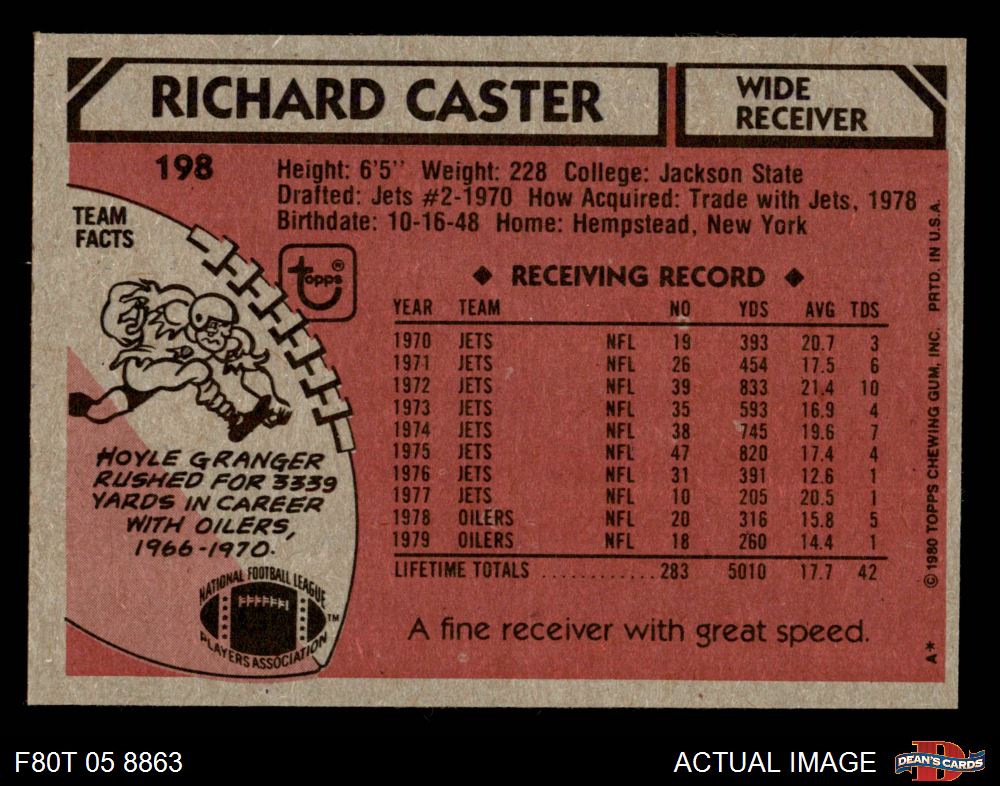 RICHARD CASTER
WIDE
RECEIVER
198
Height: 6'5'' Weight: 228 College: Jackson State
Drafted: Jets #2-1970 How Acquired: Trade with Jets, 1978
Birthdate: 10-16-48 Home: Hempstead, New York
TEAM
FACTS
topps®
◆ RECEIVING RECORD ◆
YEAR TEAM NO YDS AVG TDS
1970 JETS NFL 19 393 20.7 3
1971 JETS NFL 26 454 17.5 6
1972 JETS NFL 39 833 21.4 10
1973 JETS NFL 35 593 16.9 4
1974 JETS NFL 38 745 19.6 7
1975 JETS NFL 47 820 17.4 4
1976 JETS NFL 31 391 12.6 1
1977 JETS NFL 10 205 20.5 1
1978 OILERS NFL 20 316 15.8 5
1979 OILERS NFL 18 260 14.4 1
LIFETIME TOTALS ............283 5010 17.7 42
A fine receiver with great speed.
HOYLE GRANGER
RUSHED FOR 3339
YARDS IN CAREER
WITH OILERS,
1966-1970.
NATIONAL FOOTBALL LEAGUE
PLAYERS ASSOCIATION
TM
A* © 1980 TOPPS CHEWING GUM, INC. PRTD. IN U.S.A.
F80T 05 8863
ACTUAL IMAGE
D
DEAN'S CARDS